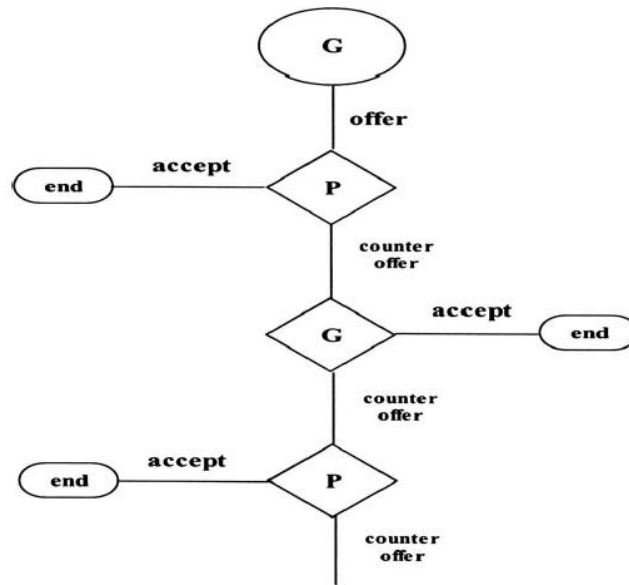 G
offer
accept
end
P
counter
offer
accept
G
end
counter
offer
accept
end
P
counter
offer